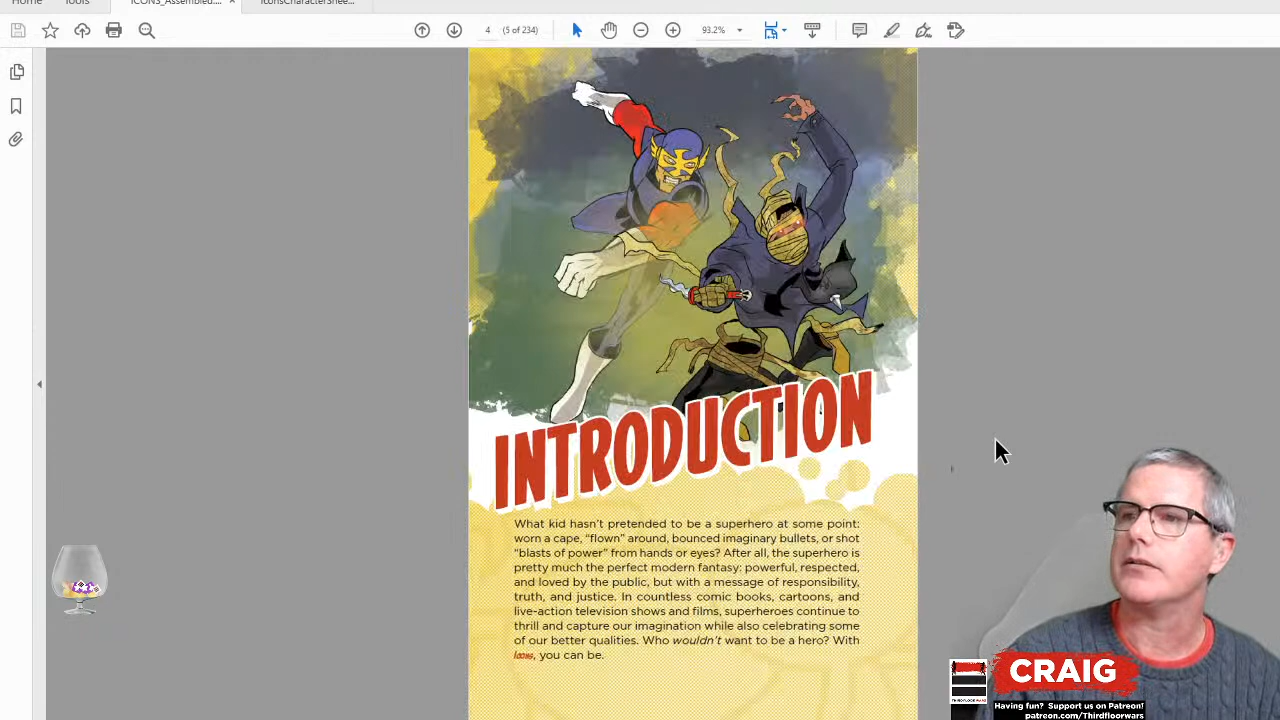 Home Tools ICONS_Assembled.... × IconsCharacterShee...
4 (5 of 234) 93.2%
INTRODUCTION
What kid hasn't pretended to be a superhero at some point:
worn a cape, "flown" around, bounced imaginary bullets, or shot
"blasts of power" from hands or eyes? After all, the superhero is
pretty much the perfect modern fantasy: powerful, respected,
and loved by the public, but with a message of responsibility,
truth, and justice. In countless comic books, cartoons, and
live-action television shows and films, superheroes continue to
thrill and capture our imagination while also celebrating some
of our better qualities. Who wouldn't want to be a hero? With
Icons, you can be.
CRAIG
THIRD FLOOR WARS
Having fun? Support us on Patreon!
patreon.com/Thirdfloorwars